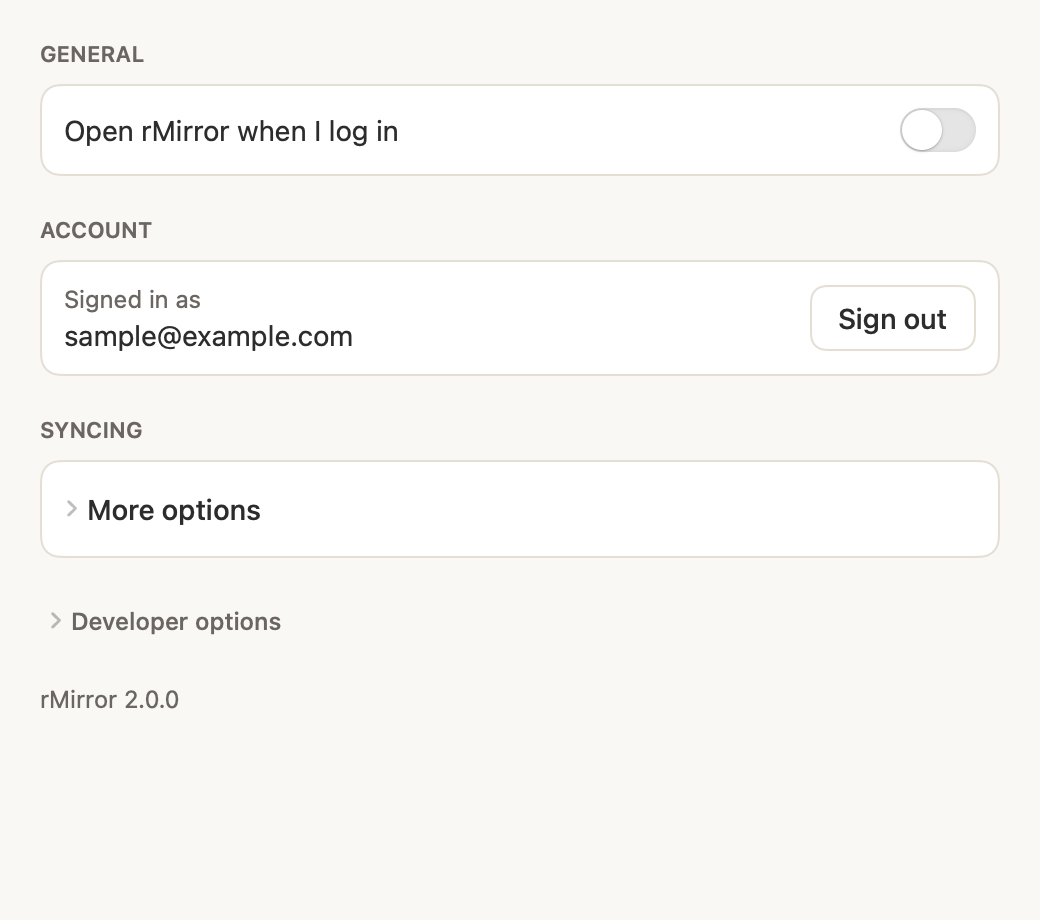 GENERAL
Open rMirror when I log in
ACCOUNT
Signed in as
sample@example.com
Sign out
SYNCING
More options
Developer options
rMirror 2.0.0